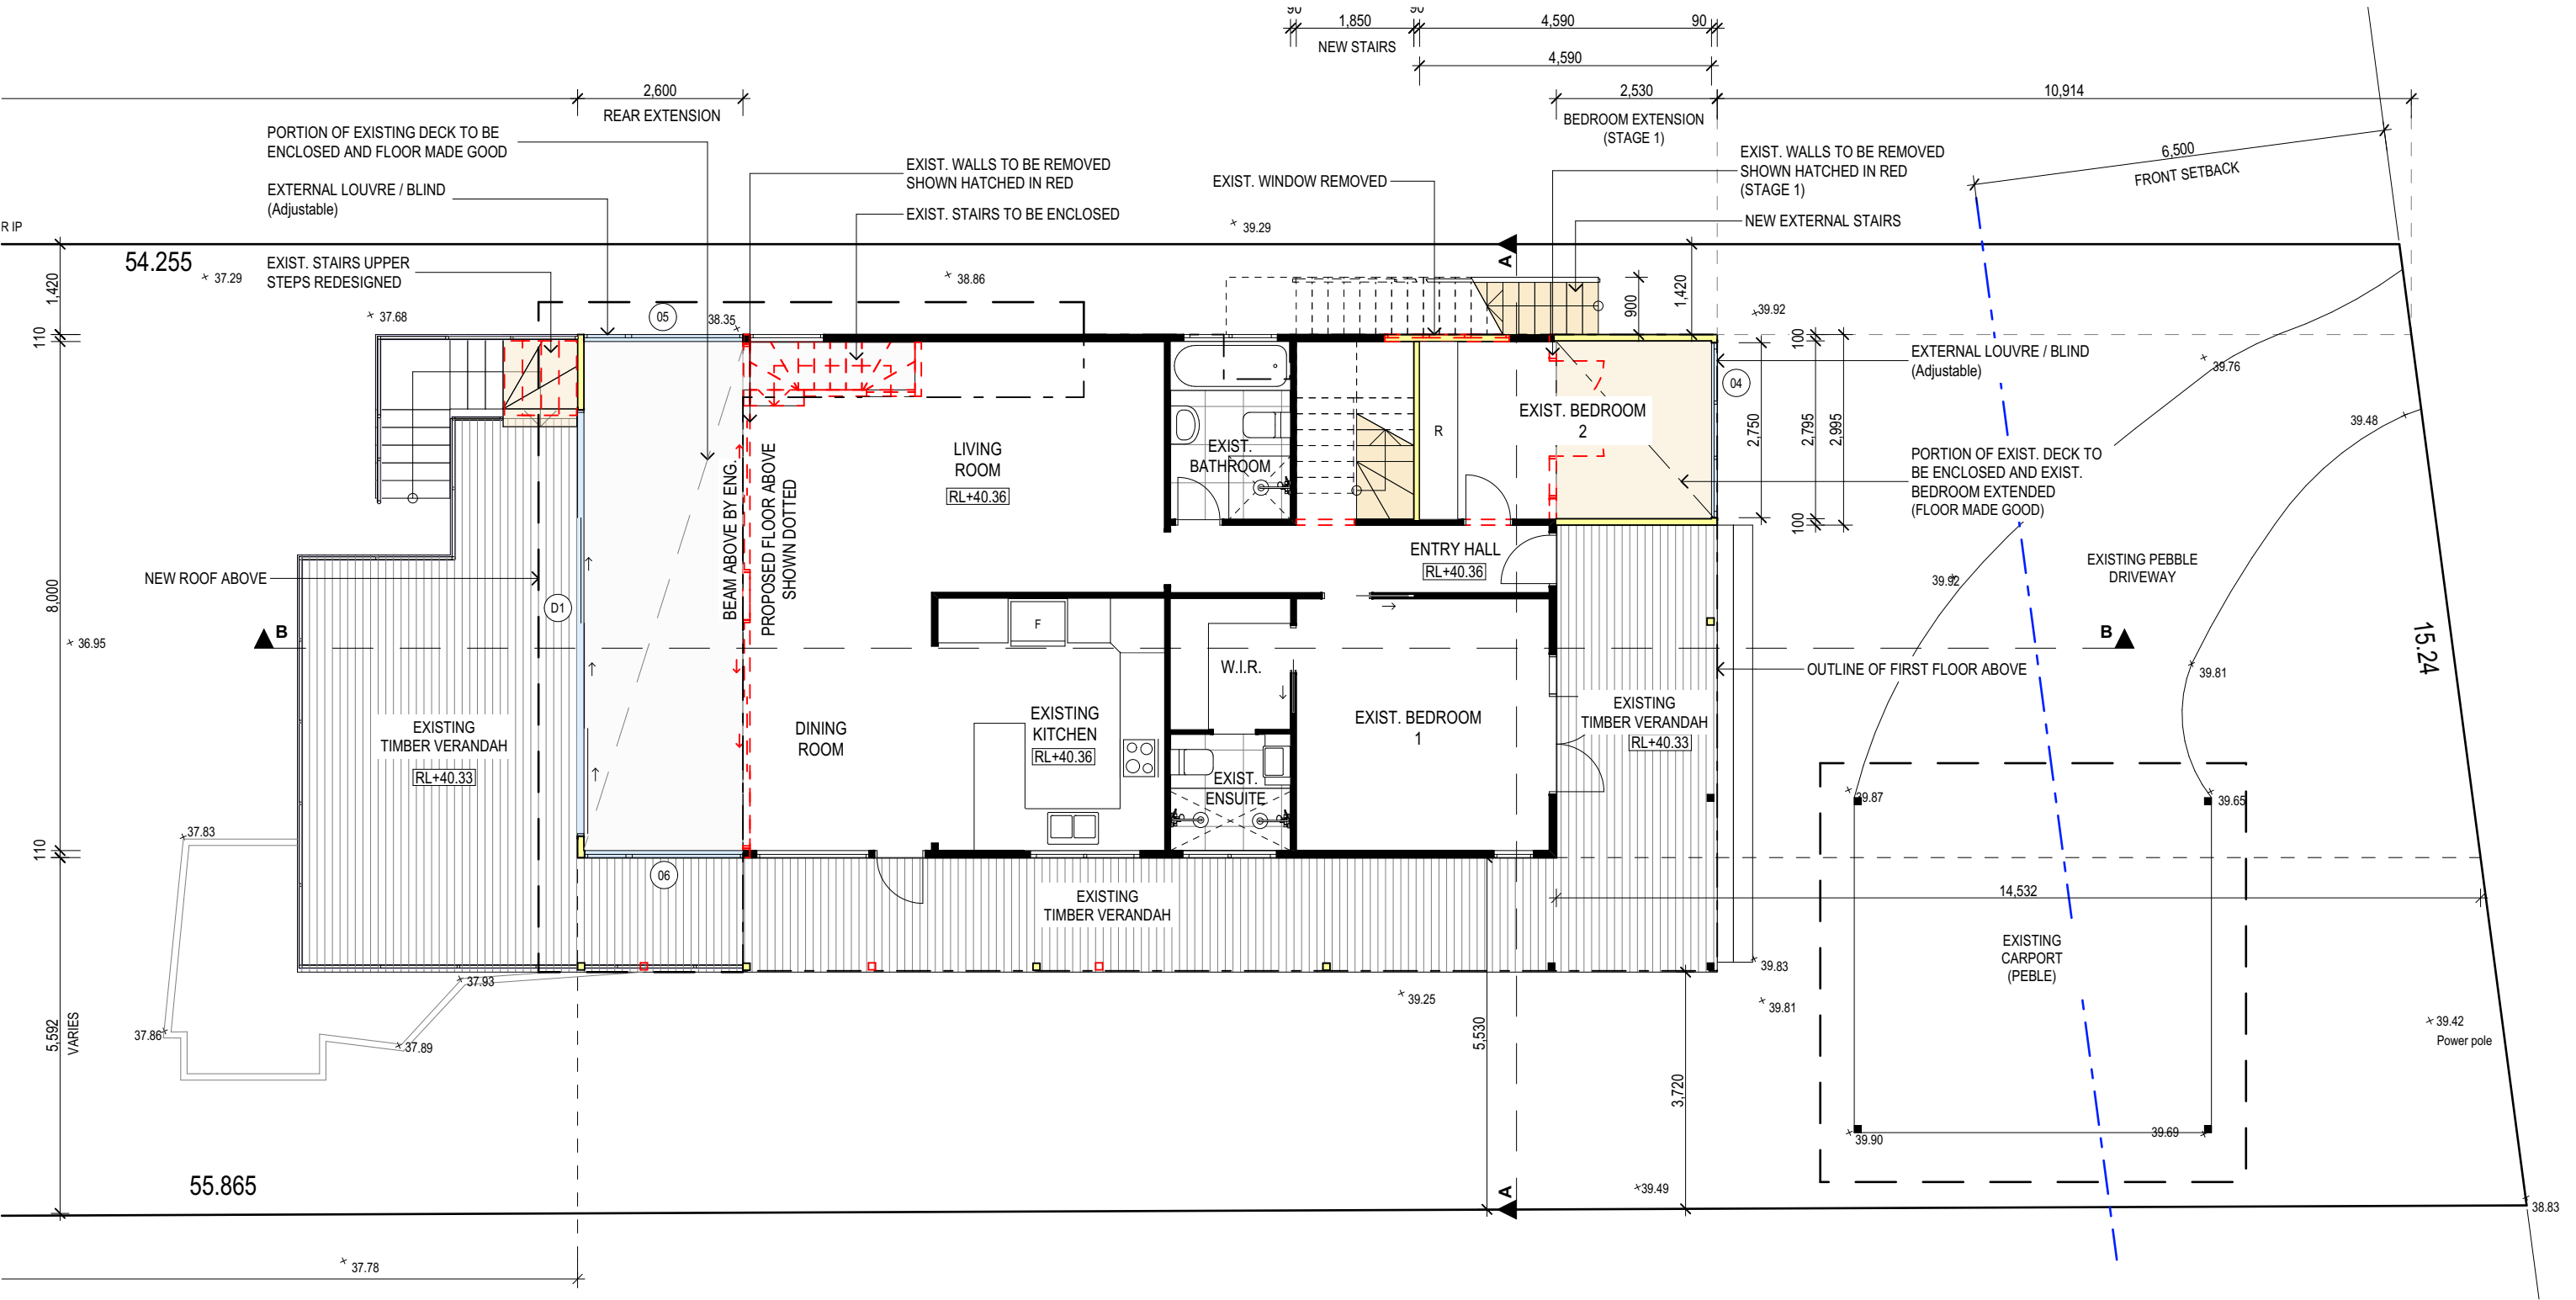 90
1,850
90
4,590
90
NEW STAIRS
4,590
2,600
REAR EXTENSION
2,530
BEDROOM EXTENSION
(STAGE 1)
10,914
6,500
FRONT SETBACK
PORTION OF EXISTING DECK TO BE
ENCLOSED AND FLOOR MADE GOOD
EXTERNAL LOUVRE / BLIND
(Adjustable)
EXIST. WALLS TO BE REMOVED
SHOWN HATCHED IN RED
EXIST. STAIRS TO BE ENCLOSED
EXIST. WINDOW REMOVED
EXIST. WALLS TO BE REMOVED
SHOWN HATCHED IN RED
(STAGE 1)
NEW EXTERNAL STAIRS
R IP
39.29
A
54.255
37.29
EXIST. STAIRS UPPER
STEPS REDESIGNED
38.86
1,420
37.68
05
38.35
900
1,420
39.92
110
100
EXTERNAL LOUVRE / BLIND
(Adjustable)
39.76
04
39.48
2,750
2,795
2,995
EXIST. BEDROOM
2
R
LIVING
ROOM
RL+40.36
EXIST.
BATHROOM
PORTION OF EXIST. DECK TO
BE ENCLOSED AND EXIST.
BEDROOM EXTENDED
(FLOOR MADE GOOD)
100
BEAM ABOVE BY ENG.
PROPOSED FLOOR ABOVE
SHOWN DOTTED
ENTRY HALL
RL+40.36
EXISTING PEBBLE
DRIVEWAY
39.92
NEW ROOF ABOVE
8,000
D1
F
B
36.95
B
15.24
W.I.R.
OUTLINE OF FIRST FLOOR ABOVE
39.81
EXISTING
TIMBER VERANDAH
RL+40.33
DINING
ROOM
EXISTING
KITCHEN
RL+40.36
EXIST. BEDROOM
1
EXISTING
TIMBER VERANDAH
RL+40.33
EXIST.
ENSUITE
39.87
39.65
37.83
110
06
EXISTING
TIMBER VERANDAH
14,532
EXISTING
CARPORT
(PEBLE)
39.83
37.93
39.25
39.81
5,592
VARIES
37.86
37.89
5,530
39.42
Power pole
3,720
39.90
39.69
55.865
A
39.49
38.83
37.78